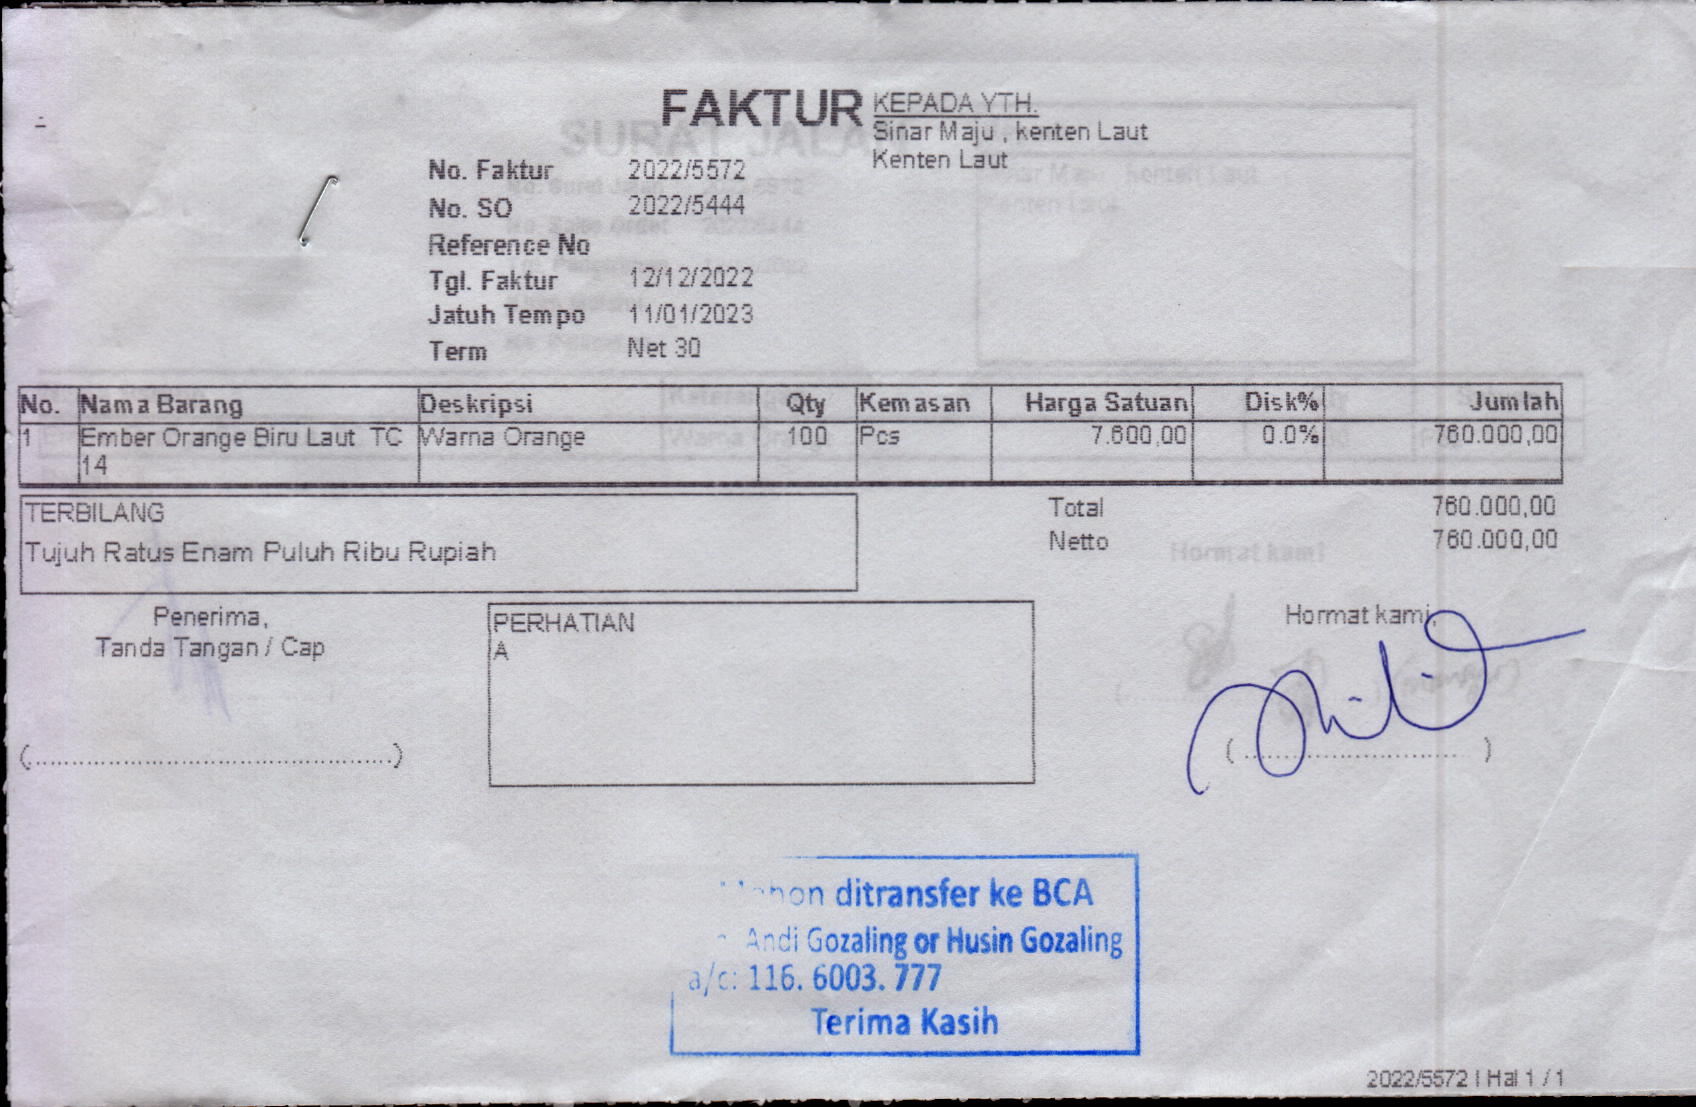 FAKTUR
KEPADA YTH.
Sinar Maju , kenten Laut
Kenten Laut
No. Faktur 2022/5572
No. SO 2022/5444
Reference No
Tgl. Faktur 12/12/2022
Jatuh Tempo 11/01/2023
Term Net 30
No. Nama Barang Deskripsi Qty Kemasan Harga Satuan Disk% Jumlah
1 Ember Orange Biru Laut TC Warna Orange 100 Pcs 7.600,00 0.0% 760.000,00
14
TERBILANG
Tujuh Ratus Enam Puluh Ribu Rupiah
Total 760.000,00
Netto 760.000,00
Penerima,
Tanda Tangan / Cap
(..............................................)
PERHATIAN
A
Hormat kami,
(..............................)
ditransfer ke BCA
Andi Gozaling or Husin Gozaling
a/c: 116. 6003. 777
Terima Kasih
2022/5572 | Hal 1 / 1